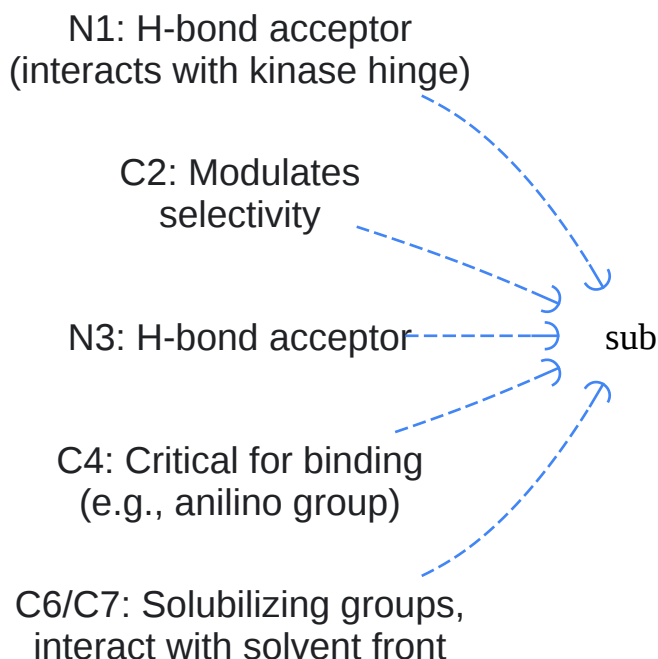 N1: H-bond acceptor
(interacts with kinase hinge)
C2: Modulates
selectivity
N3: H-bond acceptor
sub
C4: Critical for binding
(e.g., anilino group)
C6/C7: Solubilizing groups,
interact with solvent front